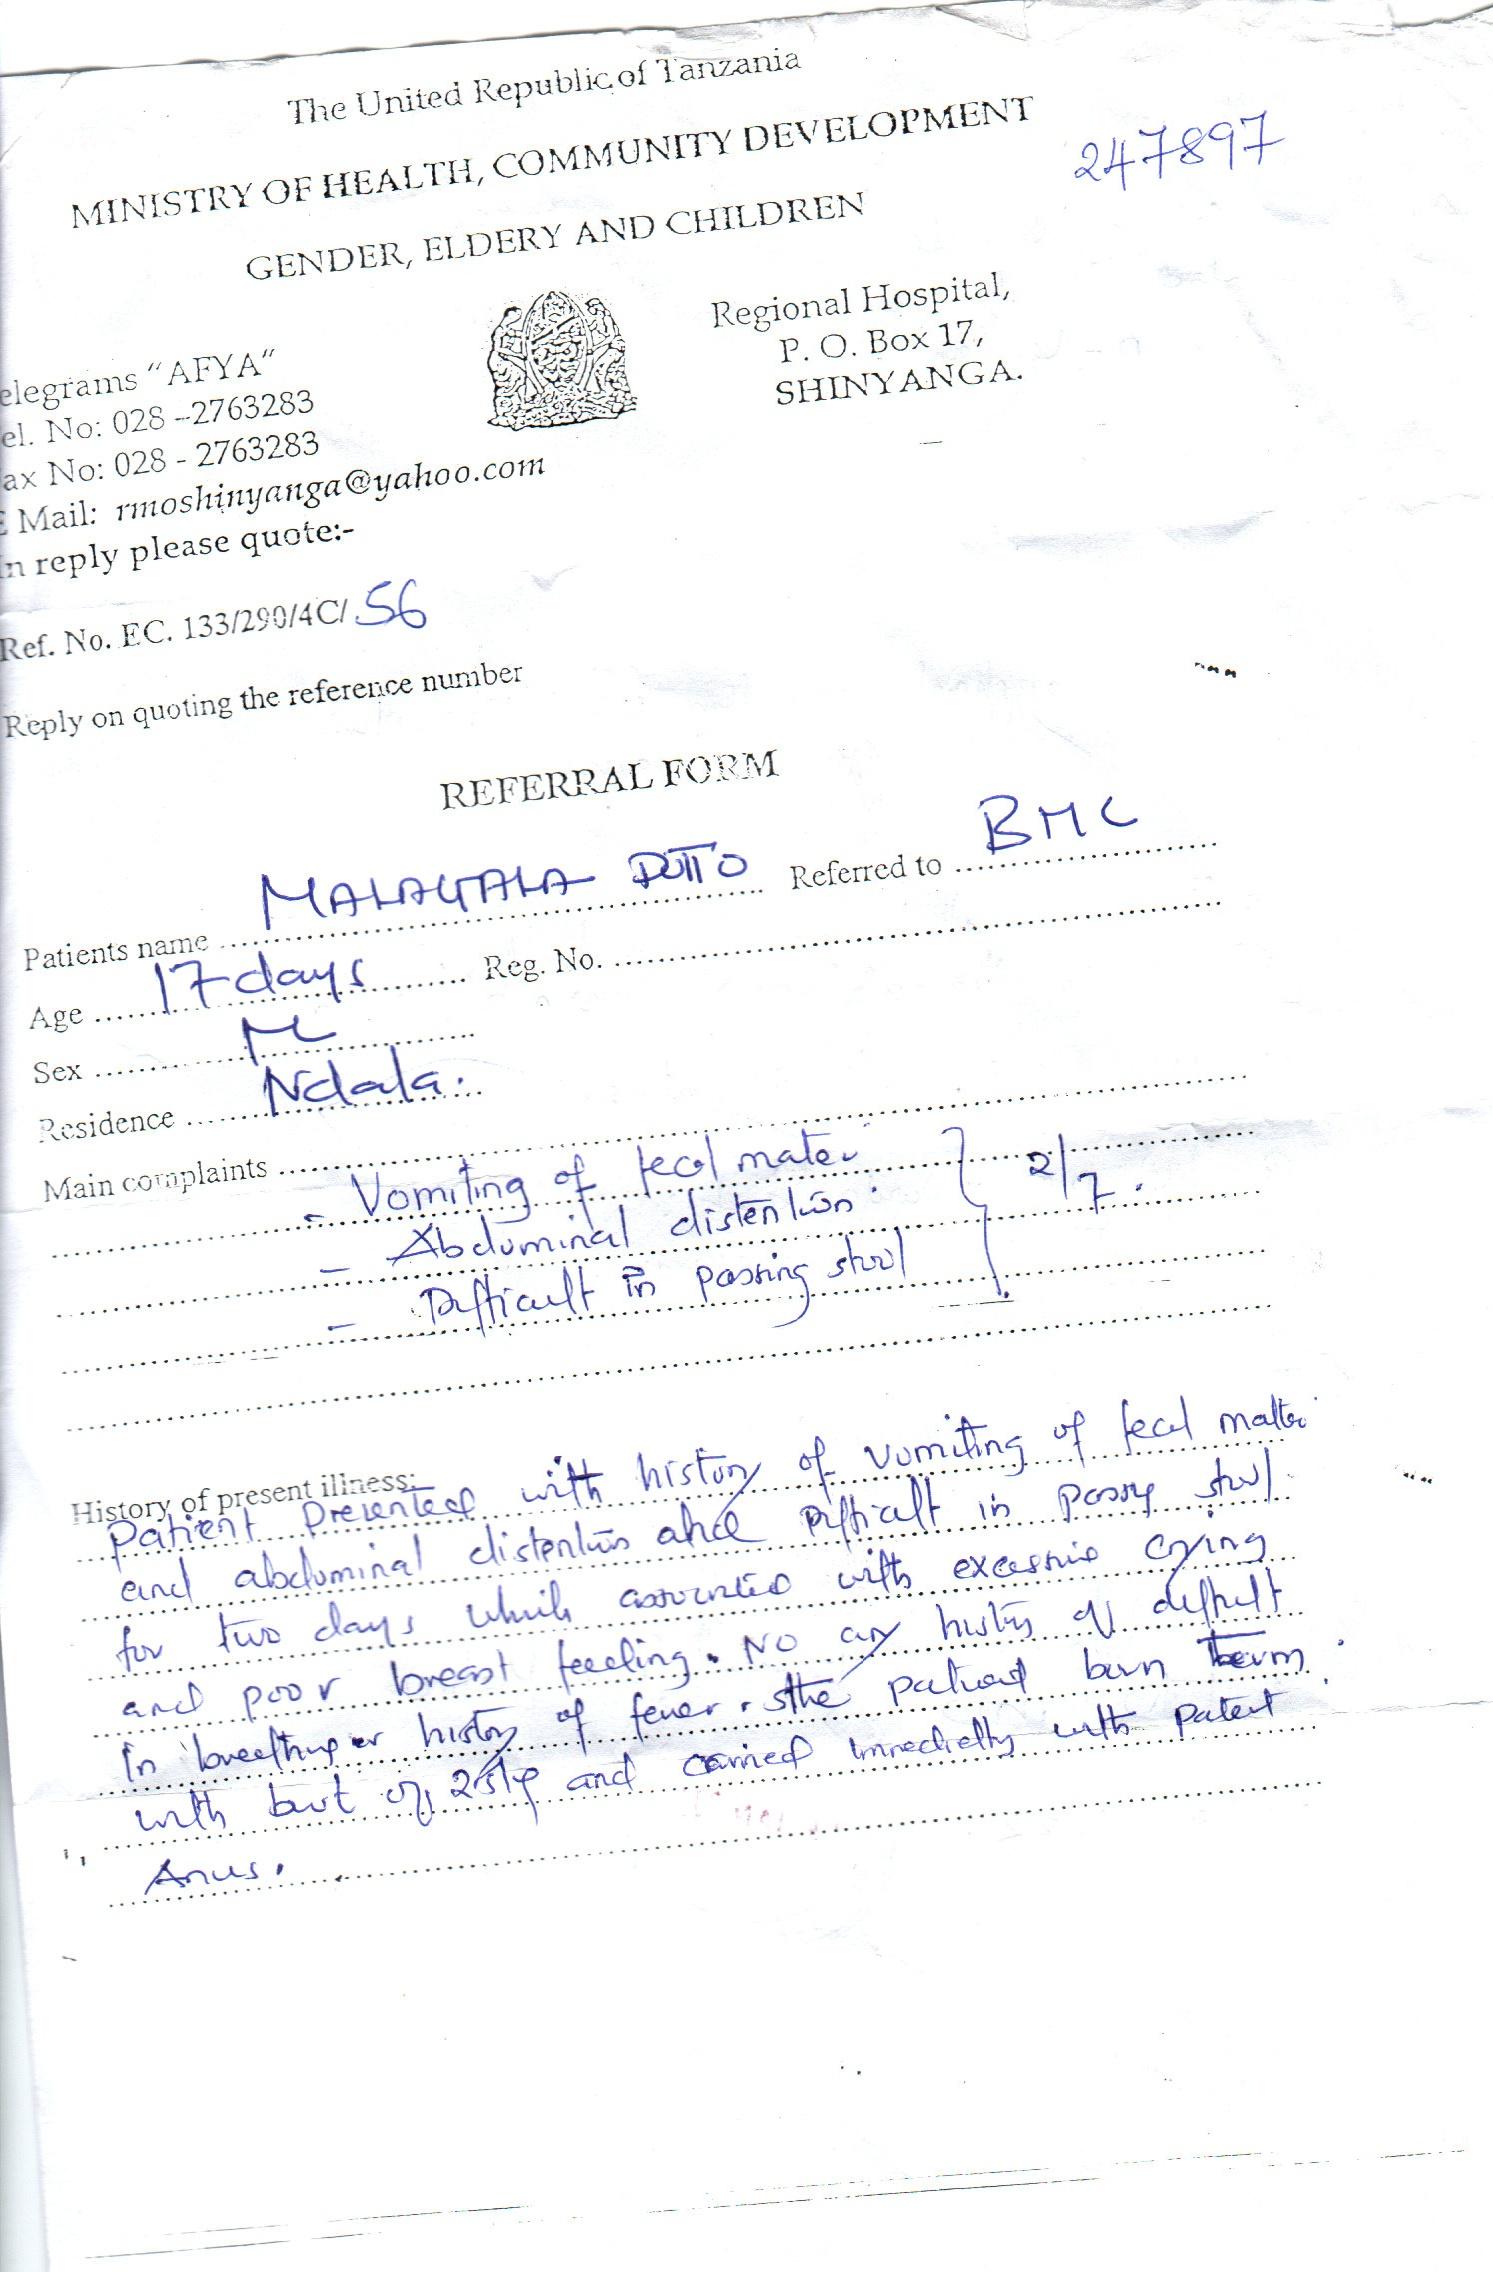 The United Republic of Tanzania
MINISTRY OF HEALTH, COMMUNITY DEVELOPMENT
GENDER, ELDERY AND CHILDREN
247897
Regional Hospital,
P. O. Box 17,
SHINYANGA.
elegrams "AFYA"
el. No: 028 –2763283
ax No: 028 - 2763283
E Mail: rmoshinyanga@yahoo.com
In reply please quote:-
Ref. No. EC. 133/290/4C/ 56
Reply on quoting the reference number
REFERRAL FORM
Patients name DOTTO Referred to BMC
Age 17 days Reg. No.
Sex M
Residence Ndala.
Main complaints
- Vomiting of fecal mater
- Abdominal distention
- Difficult in passing stool
2/7.
History of present illness:
Patient presented with history of vomiting of fecal matter
and abdominal distention and Difficult in passing stool.
for two days which associated with excessive crying
and poor breast feeding. No any history of difficult
in breathing or history of fever. the patient born term
with of and immediately with patent
Anus.